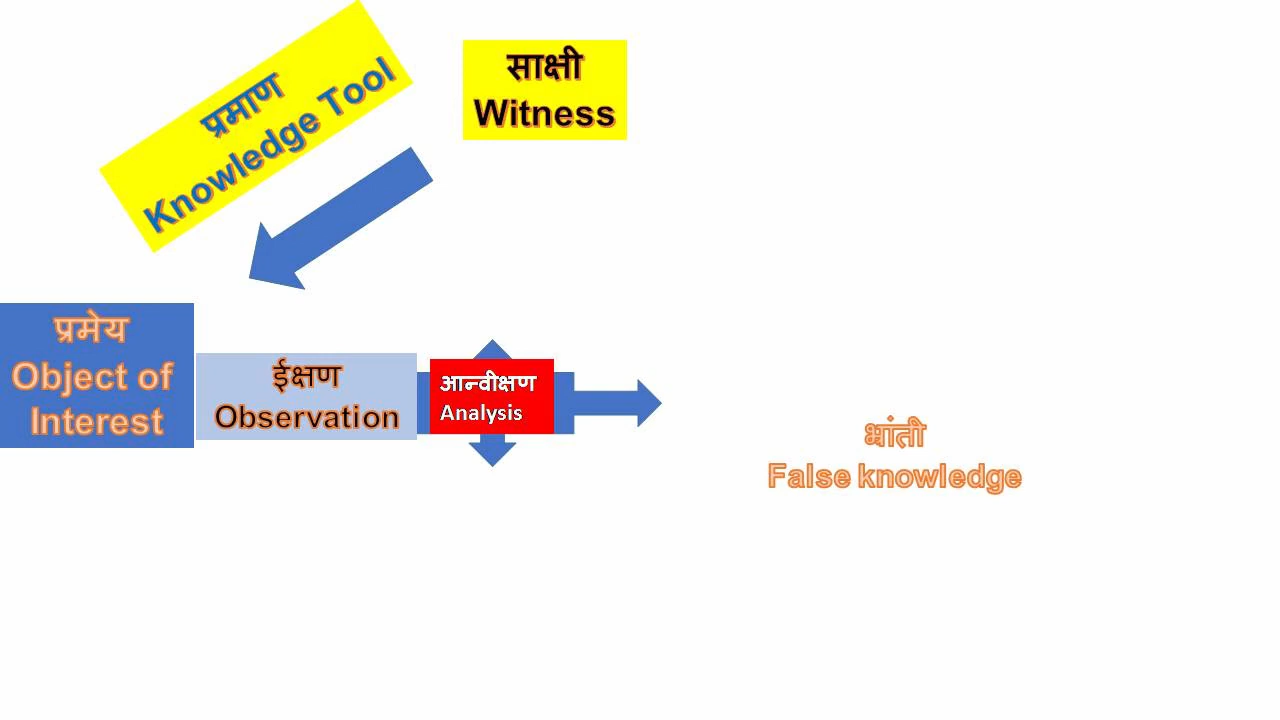 प्रमाण
Knowledge Tool
साक्षी
Witness
प्रमेय
Object of
Interest
ईक्षण
Observation
आन्वीक्षण
Analysis
भ्रांती
False knowledge